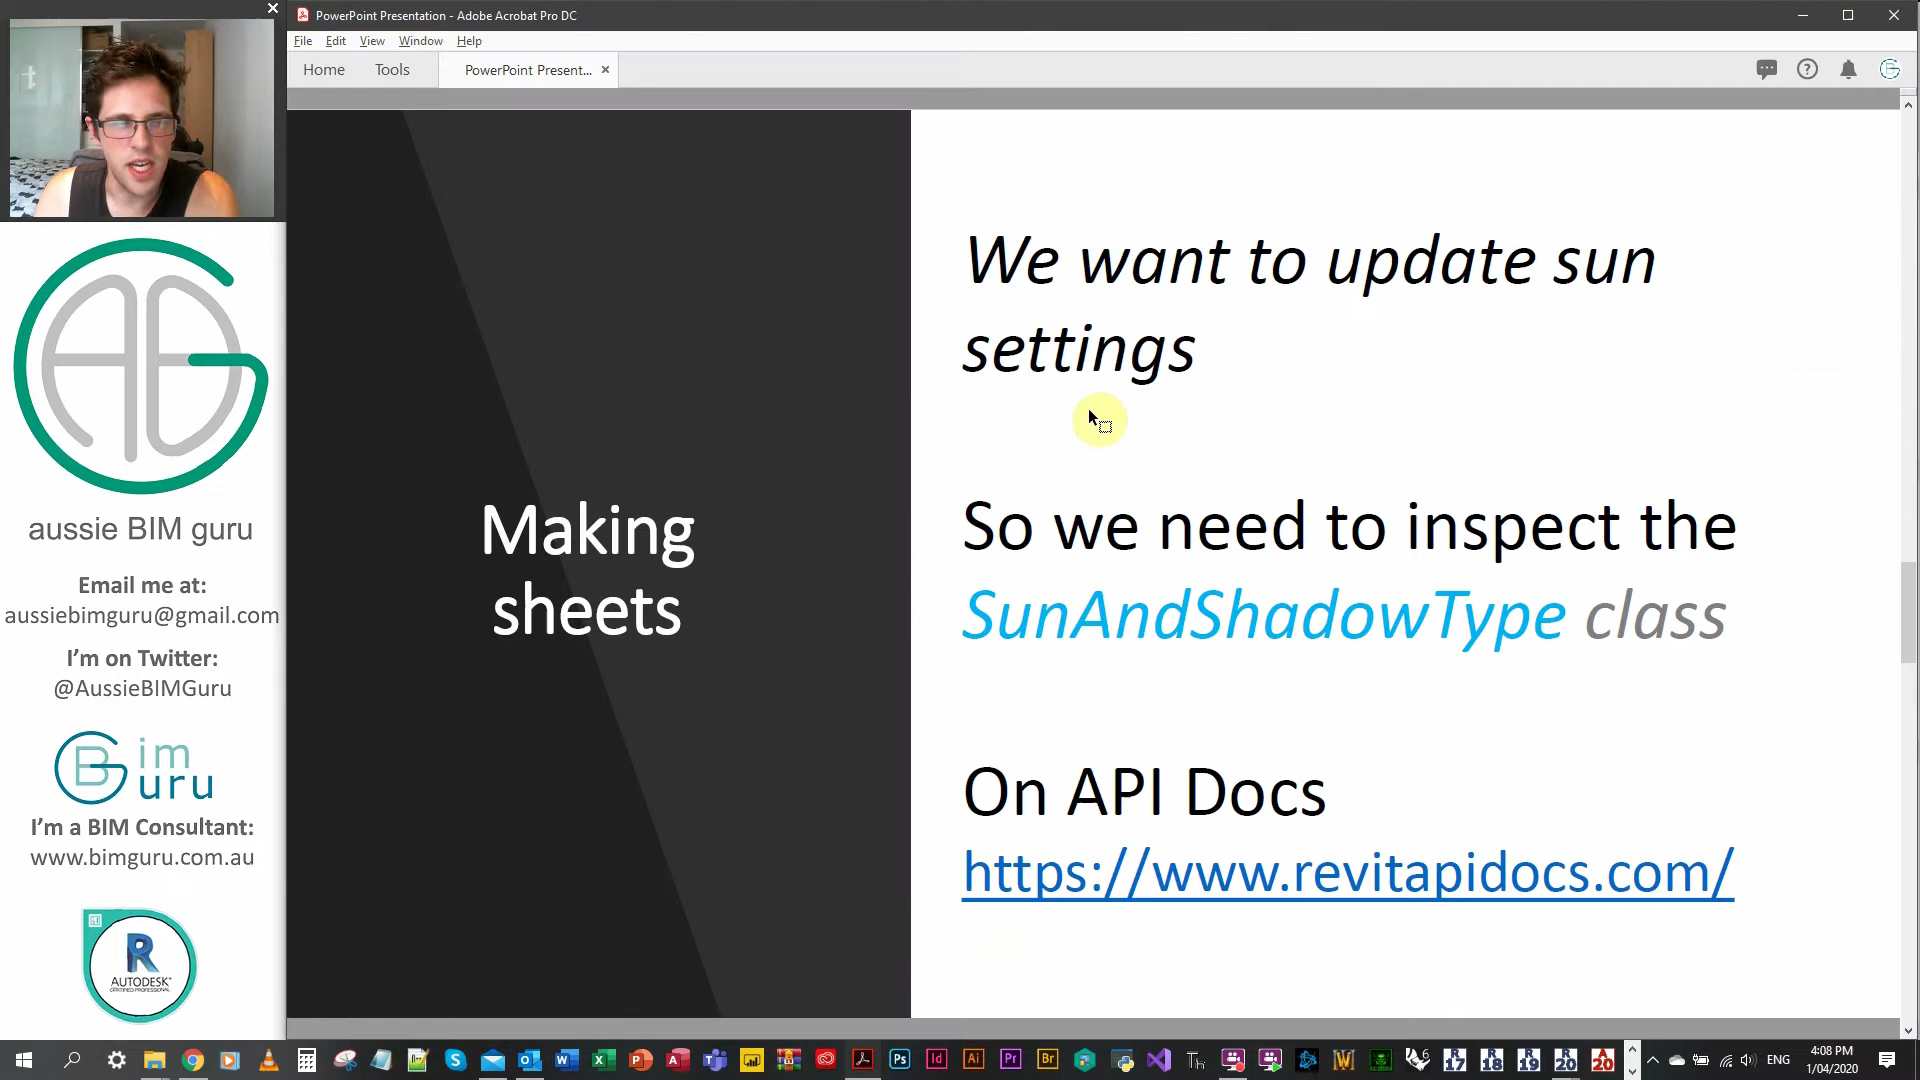 PowerPoint Presentation - Adobe Acrobat Pro DC
File Edit View Window Help
Home Tools PowerPoint Present...
We want to update sun
settings
Making
sheets
So we need to inspect the
SunAndShadowType class
On API Docs
https://www.revitapidocs.com/
aussie BIM guru
Email me at:
aussiebimguru@gmail.com
I'm on Twitter:
@AussieBIMGuru
Bim
Guru
I'm a BIM Consultant:
www.bimguru.com.au
R
AUTODESK
CERTIFIED PROFESSIONAL
ENG
4:08 PM
1/04/2020